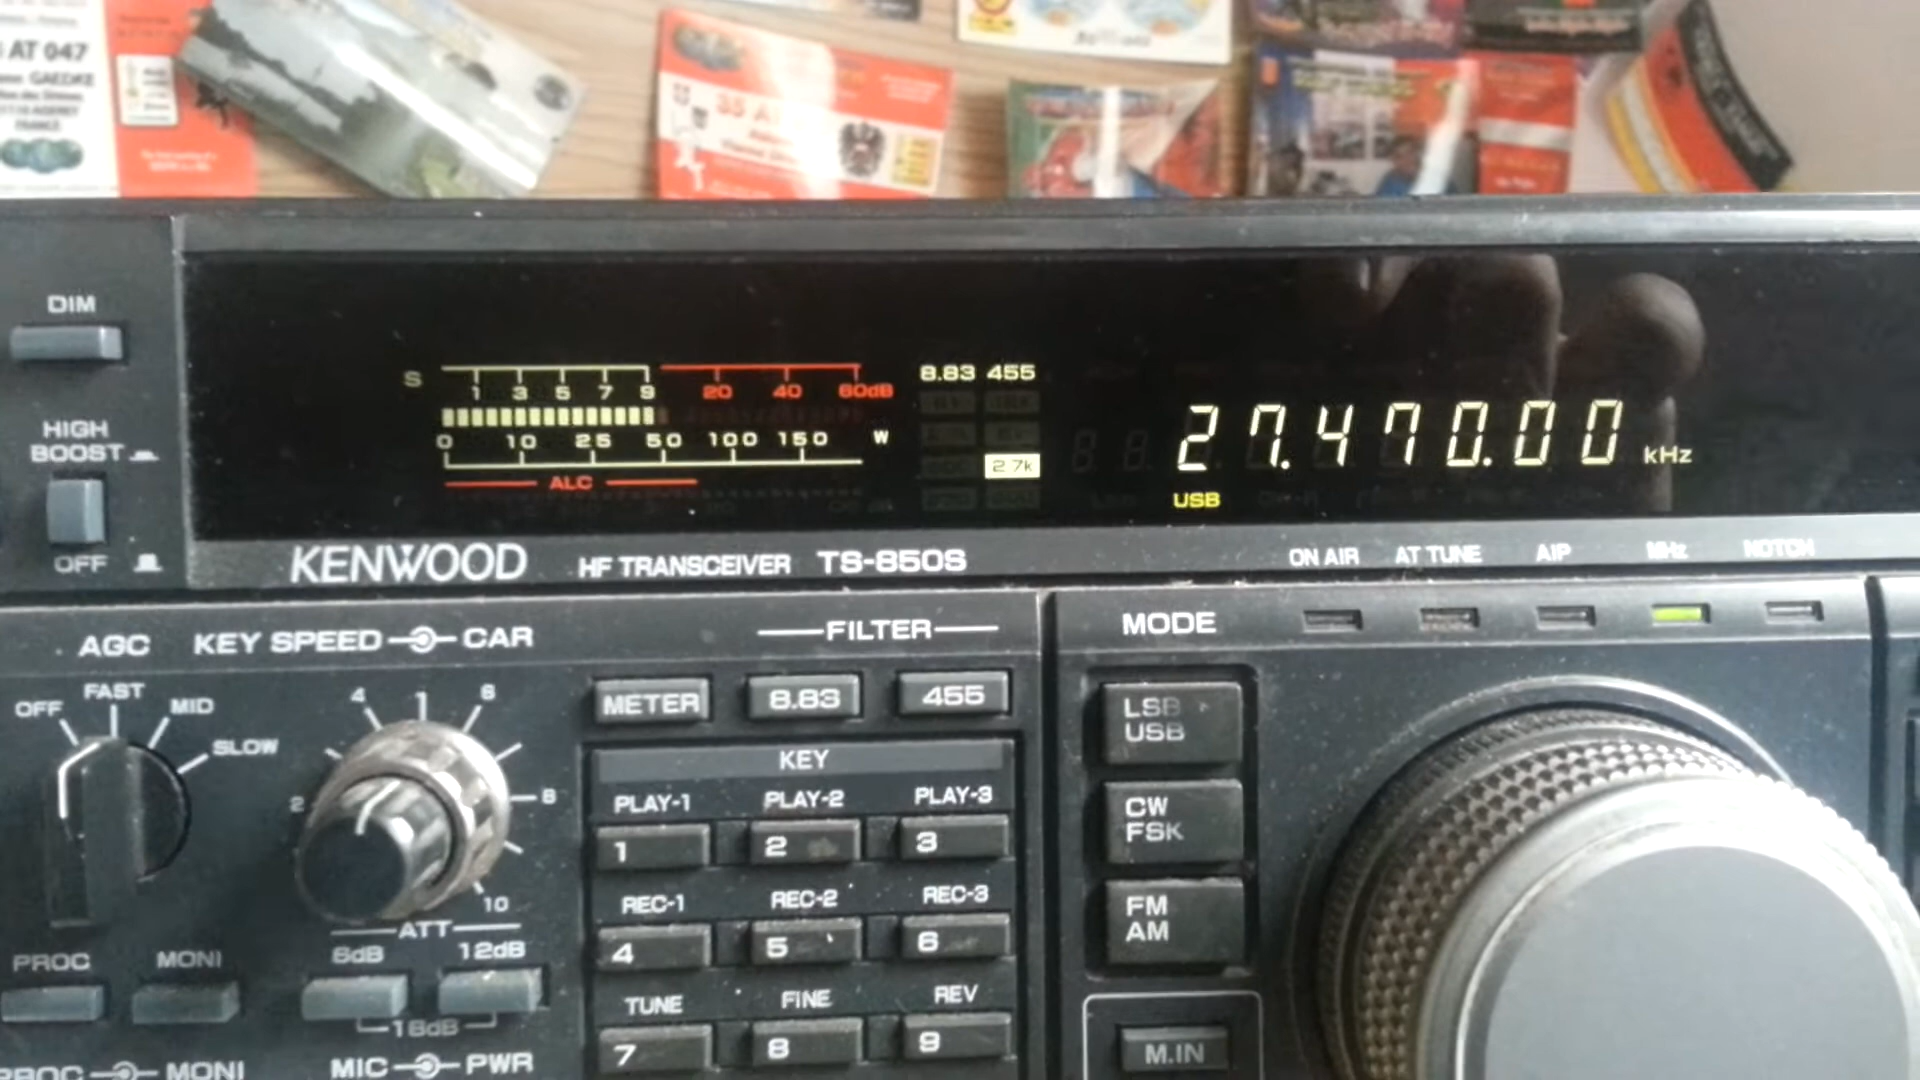 AT 047
GAEDKE
FRANCE
35 A
DIM
HIGH
BOOST
OFF
S 1 3 5 7 9 20 40 60dB
0 10 25 50 100 150 W
ALC
8.83 455
2.7k
27.470.00 kHz
USB
KENWOOD HF TRANSCEIVER TS-850S
ON AIR AT TUNE AIP MHz NOTCH
AGC KEY SPEED CAR
OFF FAST MID SLOW
4 6
2 8
10
ATT
6dB 12dB
18dB
PROC MONI
PROC MONI
MIC PWR
FILTER
METER 8.83 455
KEY
PLAY-1 PLAY-2 PLAY-3
1 2 3
REC-1 REC-2 REC-3
4 5 6
TUNE FINE REV
7 8 9
MODE
LSB
USB
CW
FSK
FM
AM
M.IN